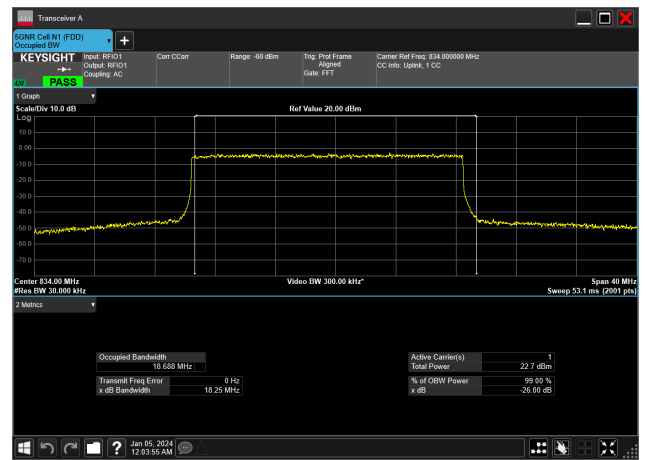 Transceiver A
5GNR Cell N1 (FDD)
Occupied BW
KEYSIGHT
PASS
Input: RFIO1
Output: RFIO1
Coupling: AC
Corr CCorr
Range: -60 dBm
Trig: Prot Frame
Aligned
Gate: FFT
Carrier Ref Freq: 834.000000 MHz
CC Info: Uplink, 1 CC
1 Graph
Scale/Div 10.0 dB
Ref Value 20.00 dBm
Log
10.0
0.00
-10.0
-20.0
-30.0
-40.0
-50.0
-60.0
-70.0
Center 834.00 MHz
Video BW 300.00 kHz*
Span 40 MHz
#Res BW 30.000 kHz
Sweep 53.1 ms (2001 pts)
2 Metrics
Occupied Bandwidth
18.688 MHz
Transmit Freq Error 0 Hz
x dB Bandwidth 18.25 MHz
Active Carrier(s) 1
Total Power 22.7 dBm
% of OBW Power 99.00 %
x dB -26.00 dB
Jan 05, 2024
12:03:55 AM